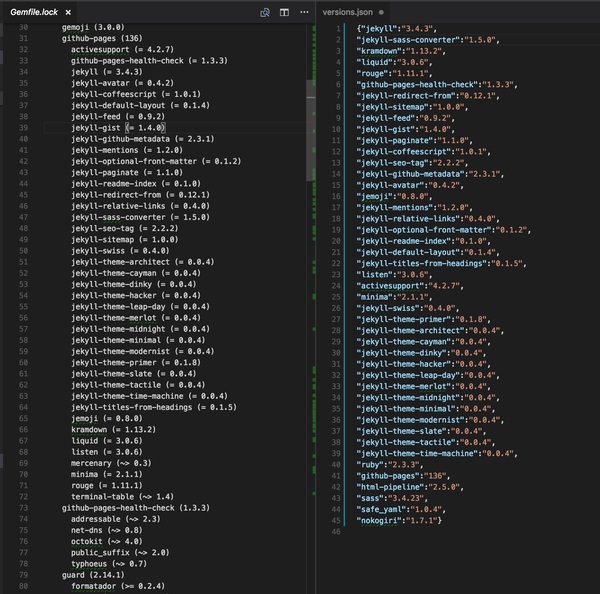 Gemfile.lock
30 gemoji (3.0.0)
31 github-pages (136)
32 activesupport (= 4.2.7)
33 github-pages-health-check (= 1.3.3)
34 jekyll (= 3.4.3)
35 jekyll-avatar (= 0.4.2)
36 jekyll-coffeescript (= 1.0.1)
37 jekyll-default-layout (= 0.1.4)
38 jekyll-feed (= 0.9.2)
39 jekyll-gist (= 1.4.0)
40 jekyll-github-metadata (= 2.3.1)
41 jekyll-mentions (= 1.2.0)
42 jekyll-optional-front-matter (= 0.1.2)
43 jekyll-paginate (= 1.1.0)
44 jekyll-readme-index (= 0.1.0)
45 jekyll-redirect-from (= 0.12.1)
46 jekyll-relative-links (= 0.4.0)
47 jekyll-sass-converter (= 1.5.0)
48 jekyll-seo-tag (= 2.2.2)
49 jekyll-sitemap (= 1.0.0)
50 jekyll-swiss (= 0.4.0)
51 jekyll-theme-architect (= 0.0.4)
52 jekyll-theme-cayman (= 0.0.4)
53 jekyll-theme-dinky (= 0.0.4)
54 jekyll-theme-hacker (= 0.0.4)
55 jekyll-theme-leap-day (= 0.0.4)
56 jekyll-theme-merlot (= 0.0.4)
57 jekyll-theme-midnight (= 0.0.4)
58 jekyll-theme-minimal (= 0.0.4)
59 jekyll-theme-modernist (= 0.0.4)
60 jekyll-theme-primer (= 0.1.8)
61 jekyll-theme-slate (= 0.0.4)
62 jekyll-theme-tactile (= 0.0.4)
63 jekyll-theme-time-machine (= 0.0.4)
64 jekyll-titles-from-headings (= 0.1.5)
65 jemoji (= 0.8.0)
66 kramdown (= 1.13.2)
67 liquid (= 3.0.6)
68 listen (= 3.0.6)
69 mercenary (~> 0.3)
70 minima (= 2.1.1)
71 rouge (= 1.11.1)
72 terminal-table (~> 1.4)
73 github-pages-health-check (1.3.3)
74 addressable (~> 2.3)
75 net-dns (~> 0.8)
76 octokit (~> 4.0)
77 public_suffix (~> 2.0)
78 typhoeus (~> 0.7)
79 guard (2.14.1)
80 formatador (>= 0.2.4)
versions.json
1 {"jekyll":"3.4.3",
2 "jekyll-sass-converter":"1.5.0",
3 "kramdown":"1.13.2",
4 "liquid":"3.0.6",
5 "rouge":"1.11.1",
6 "github-pages-health-check":"1.3.3",
7 "jekyll-redirect-from":"0.12.1",
8 "jekyll-sitemap":"1.0.0",
9 "jekyll-feed":"0.9.2",
10 "jekyll-gist":"1.4.0",
11 "jekyll-paginate":"1.1.0",
12 "jekyll-coffeescript":"1.0.1",
13 "jekyll-seo-tag":"2.2.2",
14 "jekyll-github-metadata":"2.3.1",
15 "jekyll-avatar":"0.4.2",
16 "jemoji":"0.8.0",
17 "jekyll-mentions":"1.2.0",
18 "jekyll-relative-links":"0.4.0",
19 "jekyll-optional-front-matter":"0.1.2",
20 "jekyll-readme-index":"0.1.0",
21 "jekyll-default-layout":"0.1.4",
22 "jekyll-titles-from-headings":"0.1.5",
23 "listen":"3.0.6",
24 "activesupport":"4.2.7",
25 "minima":"2.1.1",
26 "jekyll-swiss":"0.4.0",
27 "jekyll-theme-primer":"0.1.8",
28 "jekyll-theme-architect":"0.0.4",
29 "jekyll-theme-cayman":"0.0.4",
30 "jekyll-theme-dinky":"0.0.4",
31 "jekyll-theme-hacker":"0.0.4",
32 "jekyll-theme-leap-day":"0.0.4",
33 "jekyll-theme-merlot":"0.0.4",
34 "jekyll-theme-midnight":"0.0.4",
35 "jekyll-theme-minimal":"0.0.4",
36 "jekyll-theme-modernist":"0.0.4",
37 "jekyll-theme-slate":"0.0.4",
38 "jekyll-theme-tactile":"0.0.4",
39 "jekyll-theme-time-machine":"0.0.4",
40 "ruby":"2.3.3",
41 "github-pages":"136",
42 "html-pipeline":"2.5.0",
43 "sass":"3.4.23",
44 "safe_yaml":"1.0.4",
45 "nokogiri":"1.7.1"}
46